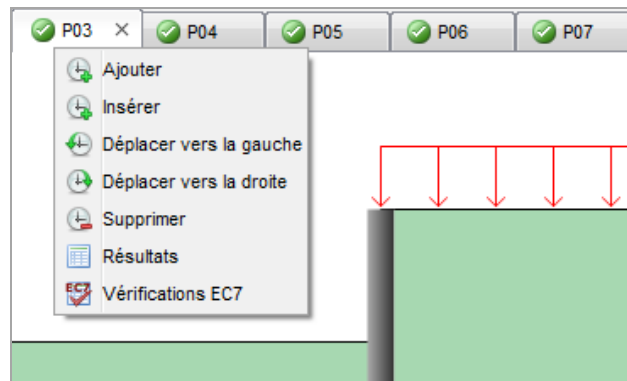 P03 P04 P05 P06 P07
Ajouter
Insérer
Déplacer vers la gauche
Déplacer vers la droite
Supprimer
Résultats
EC7 Vérifications EC7